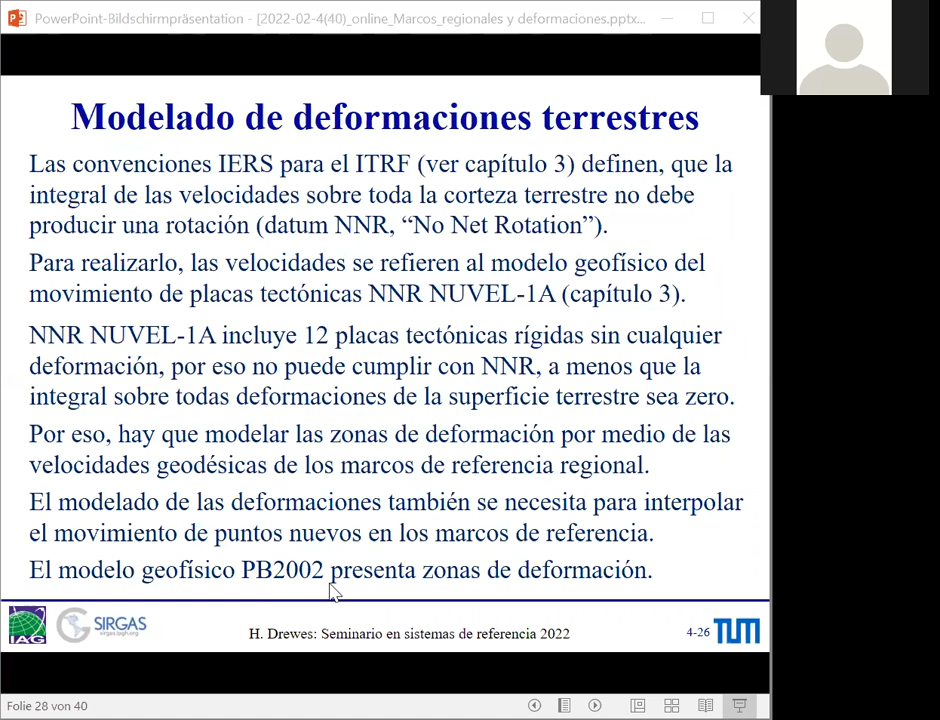 PowerPoint-Bildschirmpräsentation - [2022-02-4(40)_online_Marcos_regionales y deformaciones.pptx...
Modelado de deformaciones terrestres
Las convenciones IERS para el ITRF (ver capítulo 3) definen, que la
integral de las velocidades sobre toda la corteza terrestre no debe
producir una rotación (datum NNR, “No Net Rotation”).
Para realizarlo, las velocidades se refieren al modelo geofísico del
movimiento de placas tectónicas NNR NUVEL-1A (capítulo 3).
NNR NUVEL-1A incluye 12 placas tectónicas rígidas sin cualquier
deformación, por eso no puede cumplir con NNR, a menos que la
integral sobre todas deformaciones de la superficie terrestre sea zero.
Por eso, hay que modelar las zonas de deformación por medio de las
velocidades geodésicas de los marcos de referencia regional.
El modelado de las deformaciones también se necesita para interpolar
el movimiento de puntos nuevos en los marcos de referencia.
El modelo geofísico PB2002 presenta zonas de deformación.
IAG
SIRGAS
sirgas.ipgh.org
H. Drewes: Seminario en sistemas de referencia 2022
4-26
TUM
Folie 28 von 40